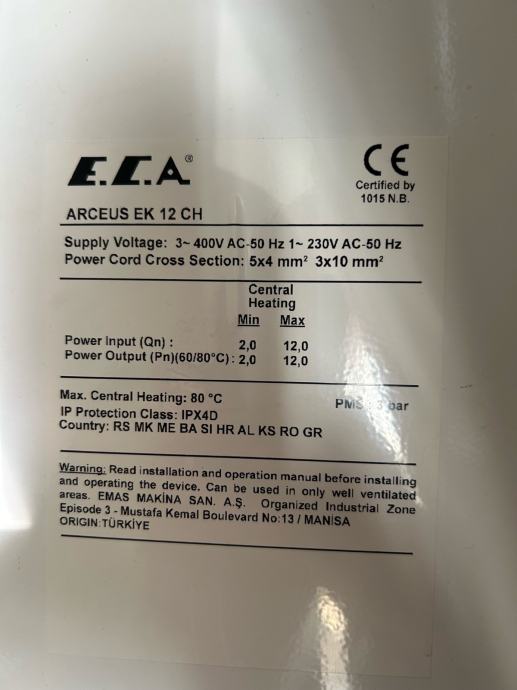 E.C.A®
CE
Certified by
1015 N.B.
ARCEUS EK 12 CH
Supply Voltage: 3~ 400V AC-50 Hz 1~ 230V AC-50 Hz
Power Cord Cross Section: 5x4 mm² 3x10 mm²
Central
Heating
Min Max
Power Input (Qn) : 2,0 12,0
Power Output (Pn)(60/80°C): 2,0 12,0
Max. Central Heating: 80 °C PMS: 3 bar
IP Protection Class: IPX4D
Country: RS MK ME BA SI HR AL KS RO GR
Warning: Read installation and operation manual before installing
and operating the device. Can be used in only well ventilated
areas. EMAS MAKİNA SAN. A.Ş. Organized Industrial Zone
Episode 3 - Mustafa Kemal Boulevard No:13 / MANİSA
ORIGIN:TÜRKİYE